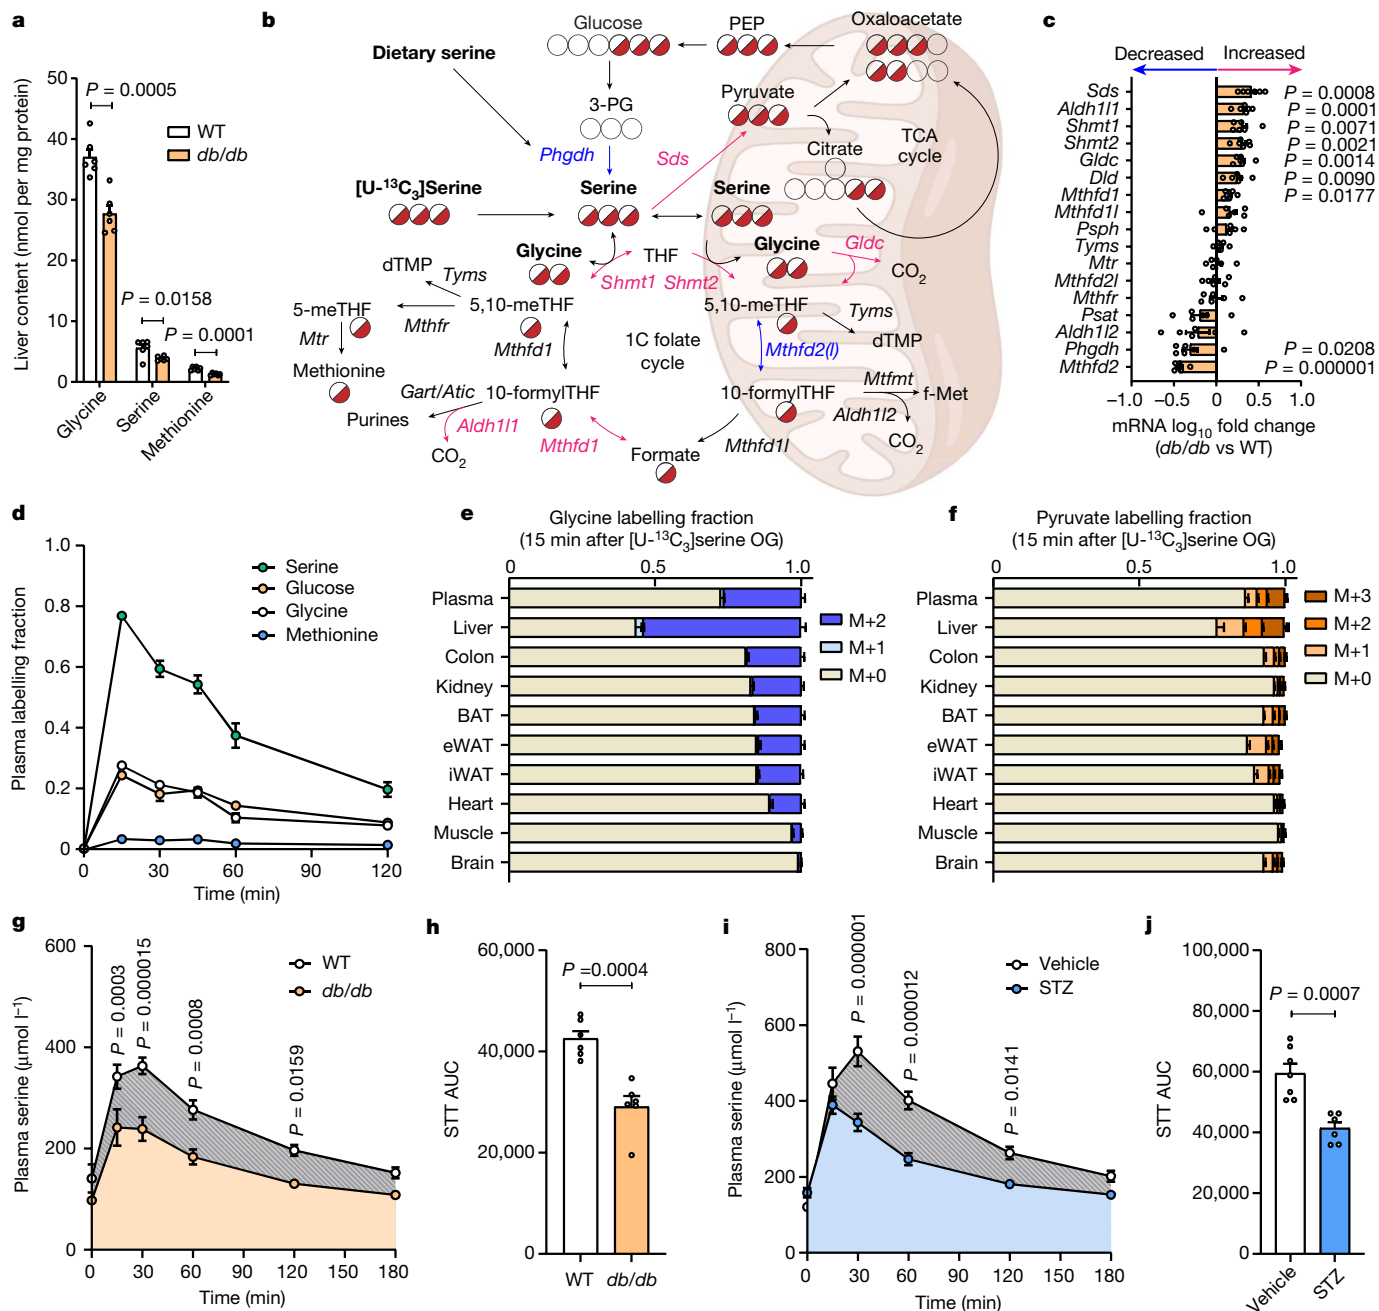 a
Liver content (nmol per mg protein)
50
40
30
20
10
0
P = 0.0005
WT
db/db
P = 0.0158
P = 0.0001
Glycine
Serine
Methionine
b
Glucose
PEP
Oxaloacetate
Dietary serine
3-PG
Pyruvate
Phgdh
Sds
Citrate
TCA
cycle
[U-¹³C₃]Serine
Serine
Serine
Glycine
THF
Glycine
Gldc
dTMP
Tyms
Shmt1
Shmt2
CO₂
5-meTHF
5,10-meTHF
5,10-meTHF
Tyms
Mthfr
Mtr
Mthfd1
1C folate
cycle
Mthfd2(l)
dTMP
Methionine
Gart/Atic
10-formylTHF
10-formylTHF
Mtfmt
f-Met
Purines
Aldh1l1
Mthfd1
Mthfd1l
Aldh1l2
CO₂
Formate
CO₂
c
Decreased
Increased
Sds
P = 0.0008
Aldh1l1
P = 0.0001
Shmt1
P = 0.0071
Shmt2
P = 0.0021
Gldc
P = 0.0014
Dld
P = 0.0090
Mthfd1
P = 0.0177
Mthfd1l
Psph
Tyms
Mtr
Mthfd2l
Mthfr
Psat
Aldh1l2
Phgdh
P = 0.0208
Mthfd2
P = 0.000001
−1.0 −0.5 0 0.5 1.0
mRNA log₁₀ fold change
(db/db vs WT)
d
Plasma labelling fraction
1.0
0.8
0.6
0.4
0.2
0
Serine
Glucose
Glycine
Methionine
0 30 60 90 120
Time (min)
e
Glycine labelling fraction
(15 min after [U-¹³C₃]serine OG)
0 0.5 1.0
Plasma
Liver
Colon
Kidney
BAT
eWAT
iWAT
Heart
Muscle
Brain
M+2
M+1
M+0
f
Pyruvate labelling fraction
(15 min after [U-¹³C₃]serine OG)
0 0.5 1.0
Plasma
Liver
Colon
Kidney
BAT
eWAT
iWAT
Heart
Muscle
Brain
M+3
M+2
M+1
M+0
g
Plasma serine (μmol l⁻¹)
600
400
200
0
P = 0.0003
P = 0.000015
P = 0.0008
P = 0.0159
WT
db/db
0 30 60 90 120 150 180
Time (min)
h
STT AUC
60,000
40,000
20,000
0
P =0.0004
WT db/db
i
Plasma serine (μmol l⁻¹)
800
600
400
200
0
P = 0.000001
P = 0.000012
P = 0.0141
Vehicle
STZ
0 30 60 90 120 150 180
Time (min)
j
STT AUC
100,000
80,000
60,000
40,000
20,000
0
P = 0.0007
Vehicle
STZ